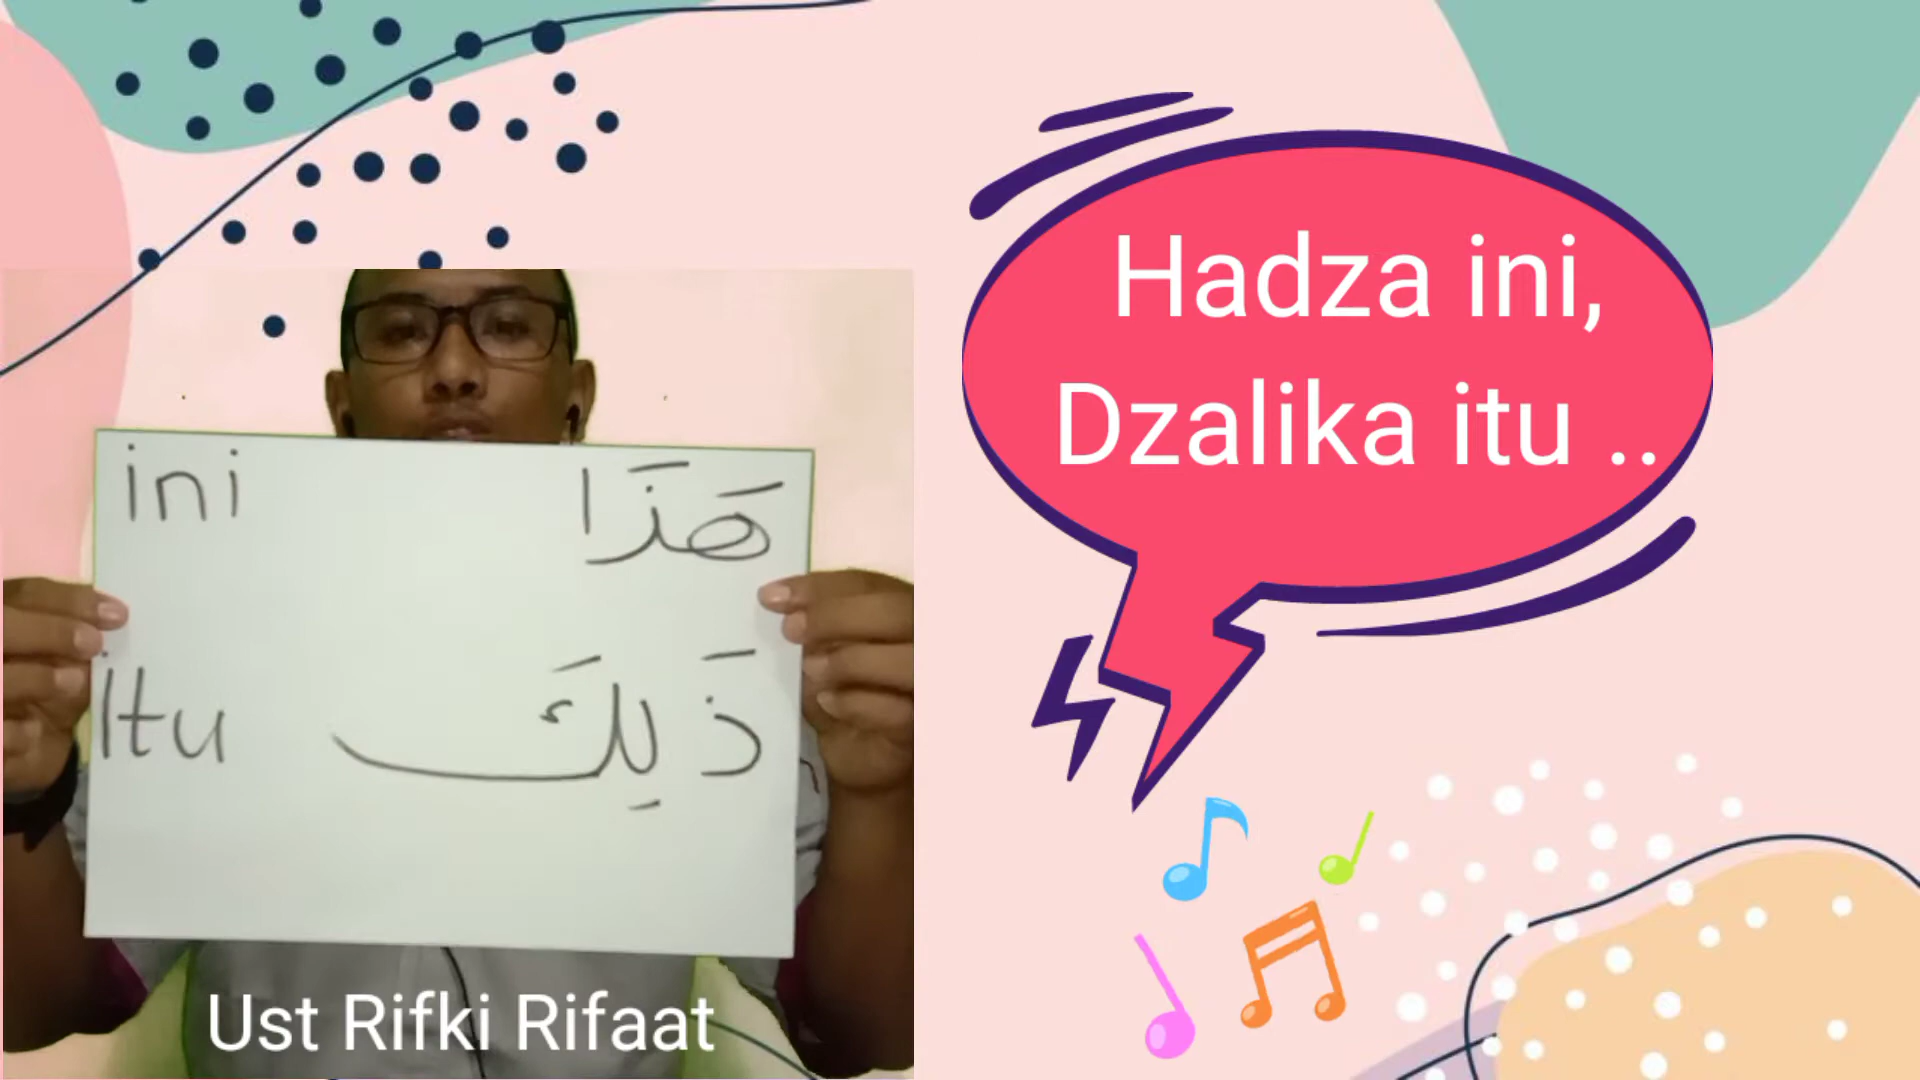 ini هَذَا
Itu ذَ لِكَ
Ust Rifki Rifaat
Hadza ini,
Dzalika itu ..